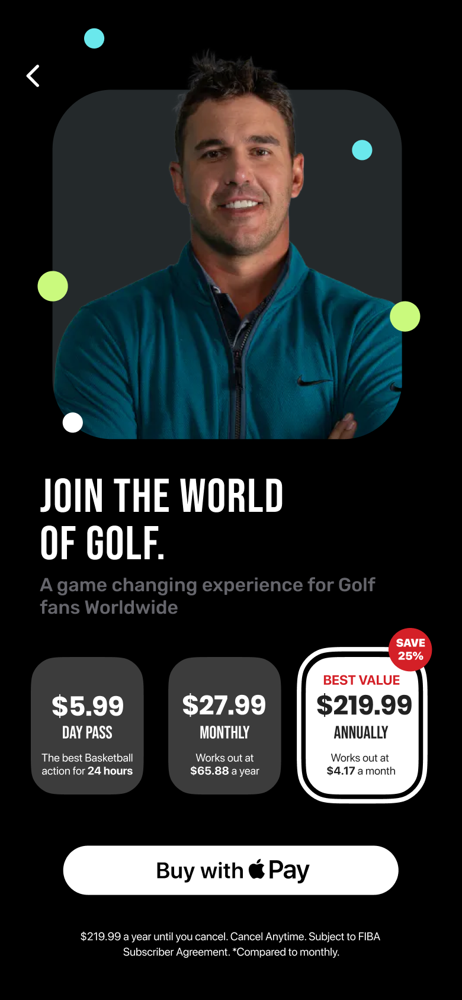 JOIN THE WORLD
OF GOLF.
A game changing experience for Golf
fans Worldwide
SAVE
25%
$5.99
DAY PASS
The best Basketball
action for 24 hours
$27.99
MONTHLY
Works out at
$65.88 a year
BEST VALUE
$219.99
ANNUALLY
Works out at
$4.17 a month
Buy with Pay
$219.99 a year until you cancel. Cancel Anytime. Subject to FIBA
Subscriber Agreement. *Compared to monthly.